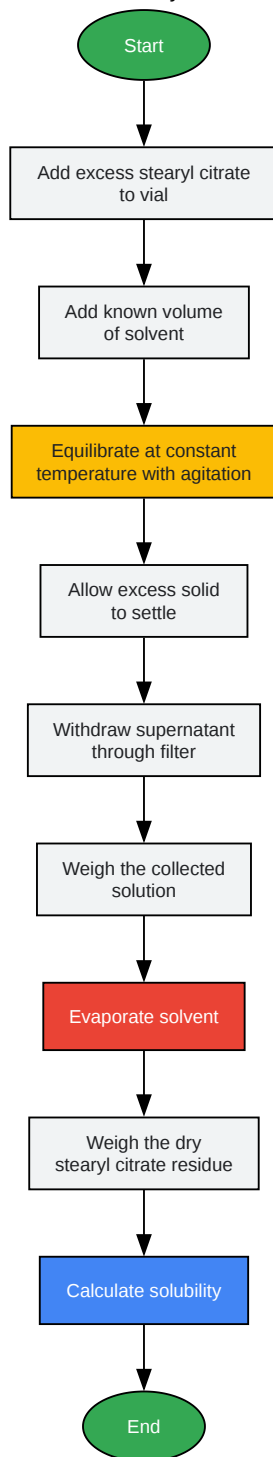 Start
Add excess stearyl citrate
to vial
Add known volume
of solvent
Equilibrate at constant
temperature with agitation
Allow excess solid
to settle
Withdraw supernatant
through filter
Weigh the collected
solution
Evaporate solvent
Weigh the dry
stearyl citrate residue
Calculate solubility
End